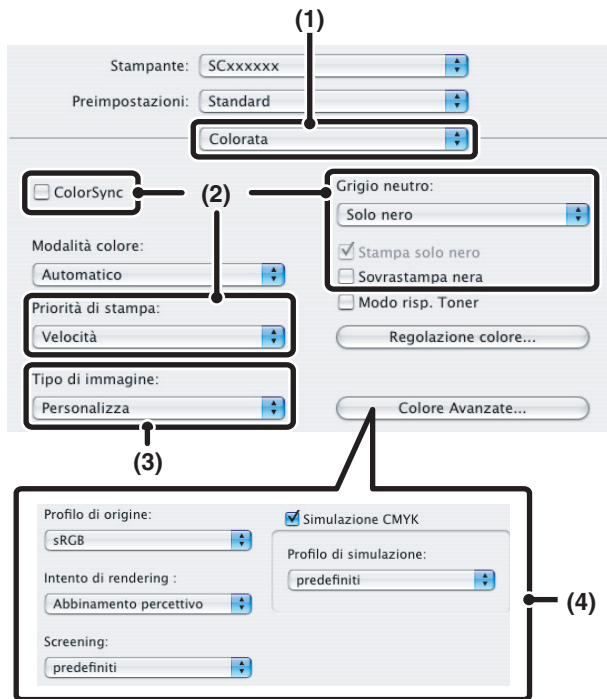 (1)
Stampante: SCxxxxxx
Preimpostazioni: Standard
Colorata
ColorSync
(2)
Grigio neutro:
Solo nero
Stampa solo nero
Sovrastampa nera
Modalità colore:
Automatico
Modo risp. Toner
Priorità di stampa:
Velocità
Regolazione colore...
Tipo di immagine:
Personalizza
Colore Avanzate...
(3)
Profilo di origine:
sRGB
Simulazione CMYK
Profilo di simulazione:
predefiniti
Intento di rendering :
Abbinamento percettivo
(4)
Screening:
predefiniti